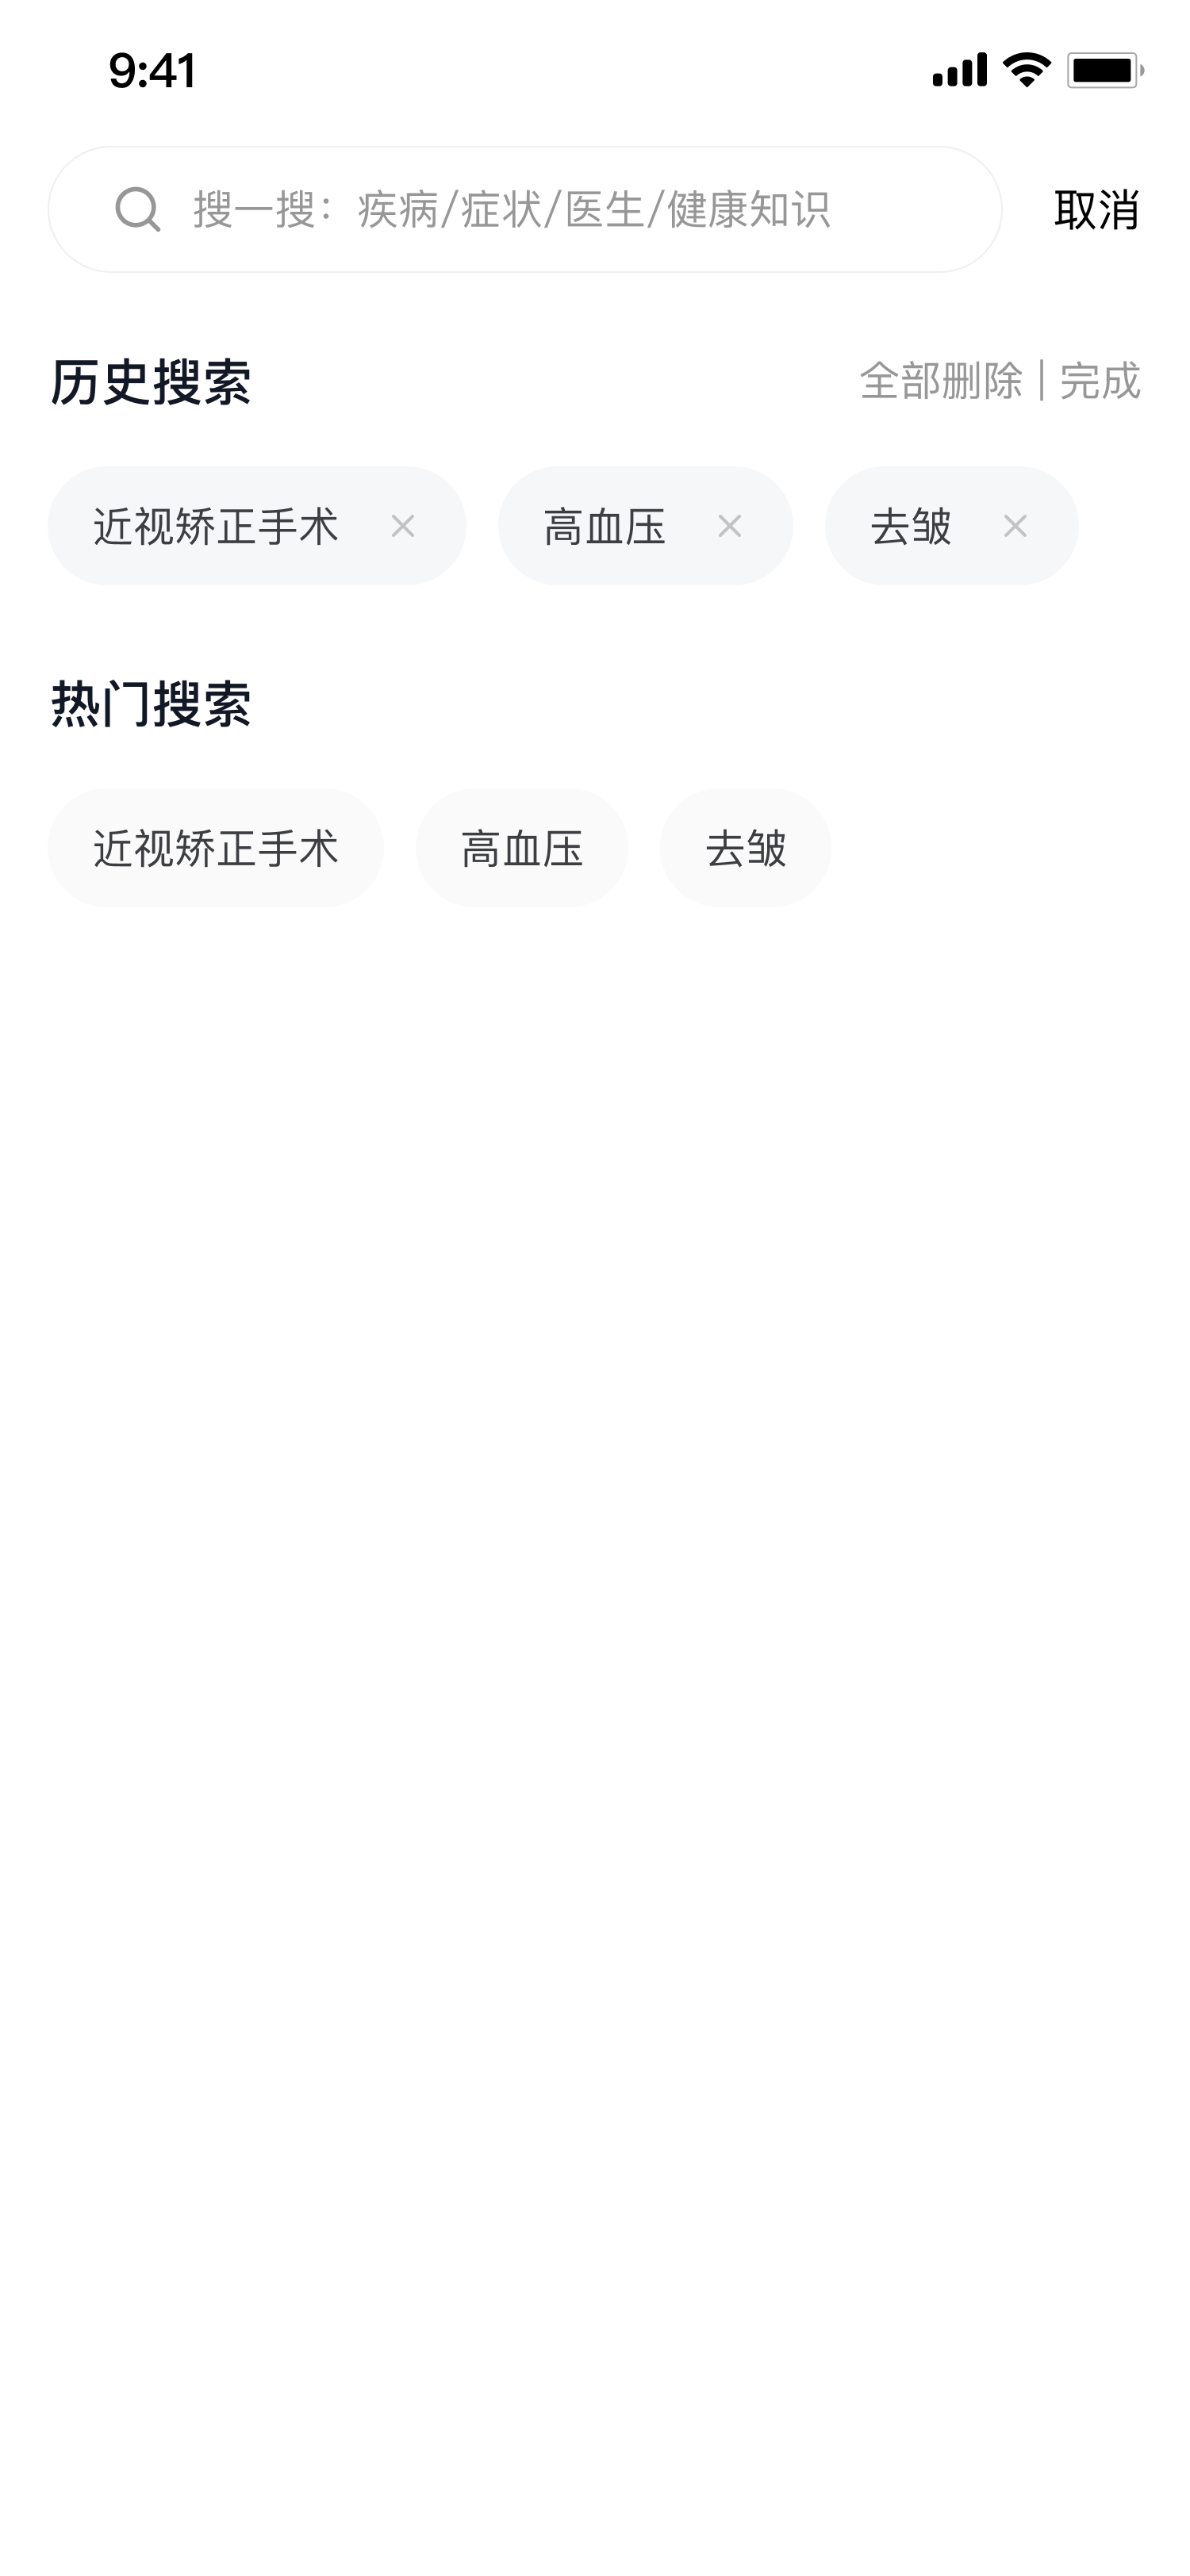 9:41
搜一搜：疾病/症状/医生/健康知识
取消
历史搜索
全部删除 | 完成
近视矫正手术 ×
高血压 ×
去皱 ×
热门搜索
近视矫正手术
高血压
去皱